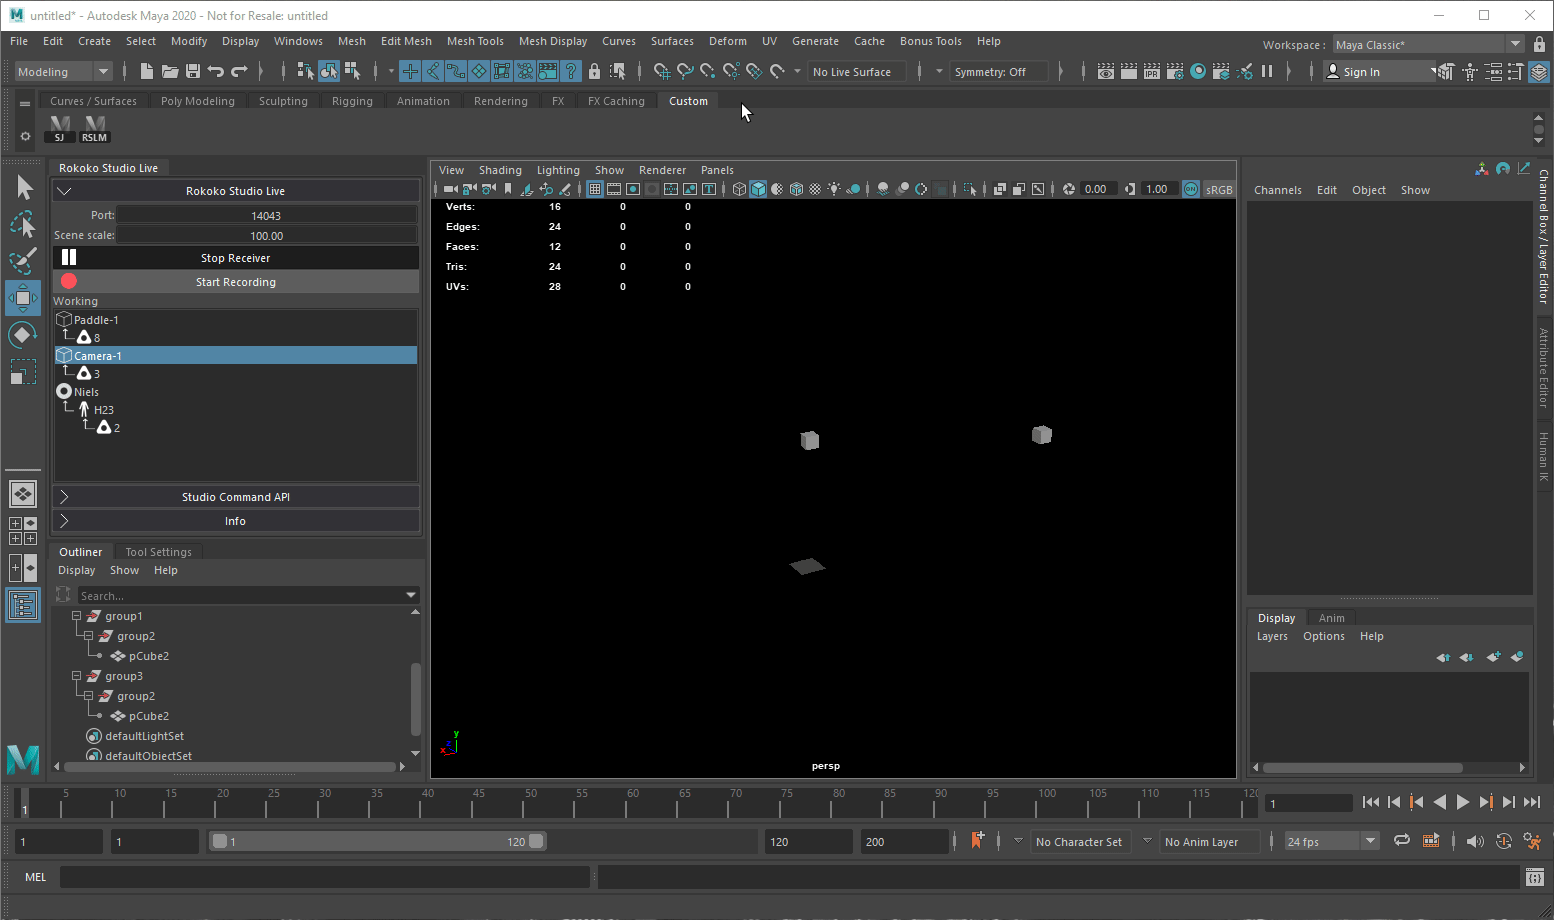 untitled* - Autodesk Maya 2020 - Not for Resale: untitled
File Edit Create Select Modify Display Windows Mesh Edit Mesh Mesh Tools Mesh Display Curves Surfaces Deform UV Generate Cache Bonus Tools Help
Workspace : Maya Classic*
Modeling
No Live Surface
Symmetry: Off
IPR
Sign In
Curves / Surfaces Poly Modeling Sculpting Rigging Animation Rendering FX FX Caching Custom
SJ RSLM
Rokoko Studio Live
Rokoko Studio Live
Port: 14043
Scene scale: 100.00
Stop Receiver
Start Recording
Working
Paddle-1
8
Camera-1
3
Niels
H23
2
Studio Command API
Info
Outliner Tool Settings
Display Show Help
Search...
group1
group2
pCube2
group3
group2
pCube2
defaultLightSet
defaultObjectSet
View Shading Lighting Show Renderer Panels
0.00 1.00 ON sRGB
Verts: 16 0 0
Edges: 24 0 0
Faces: 12 0 0
Tris: 24 0 0
UVs: 28 0 0
y
x
persp
Channels Edit Object Show
Channel Box / Layer Editor
Attribute Editor
Human IK
Display Anim
Layers Options Help
1 5 10 15 20 25 30 35 40 45 50 55 60 65 70 75 80 85 90 95 100 105 110 115 120
1
1 1 1 120 120 200
No Character Set
No Anim Layer
24 fps
MEL